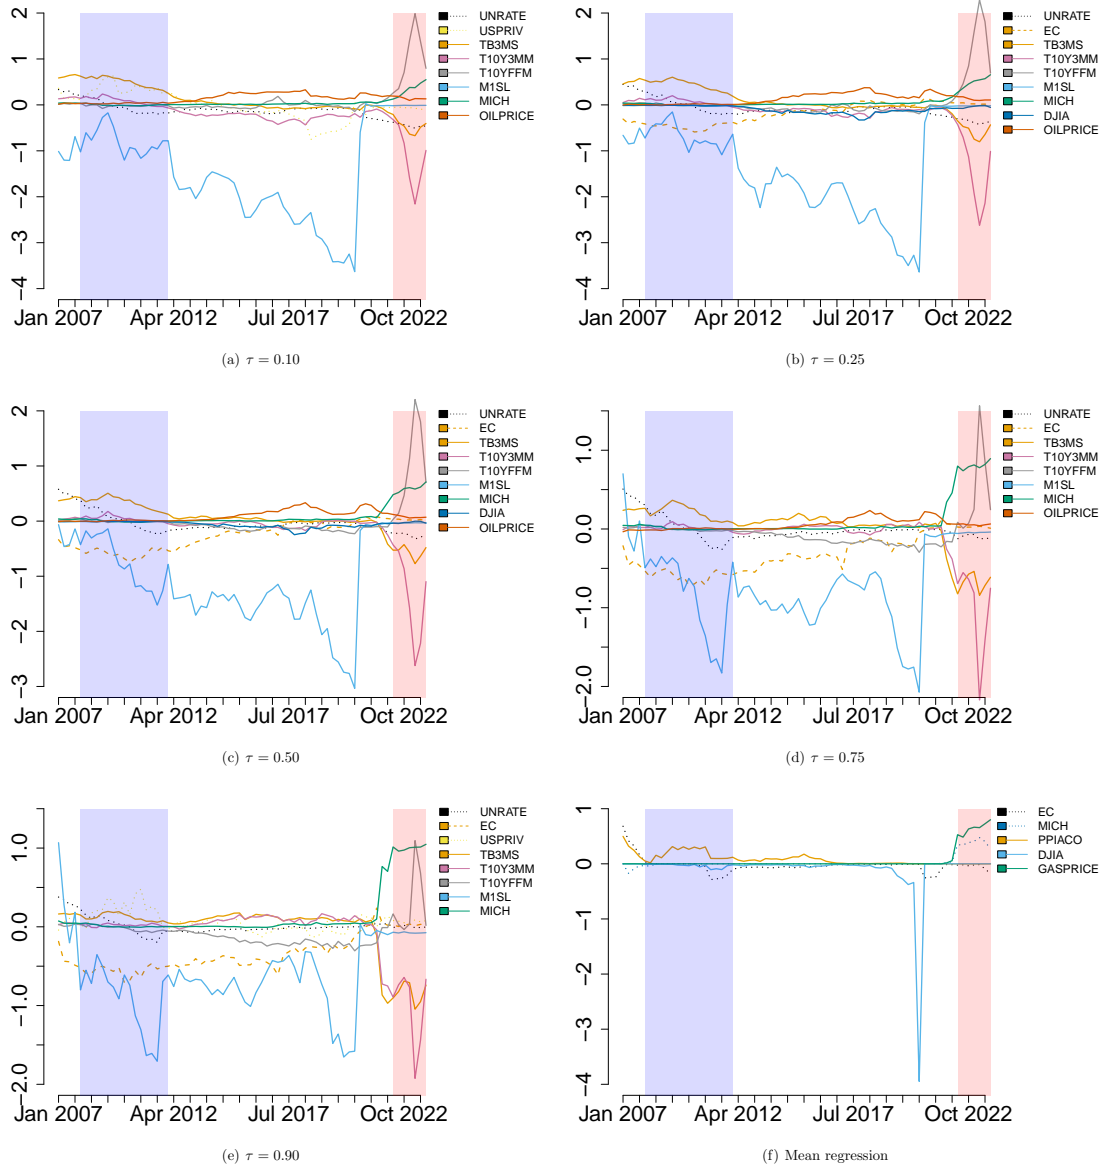 2
1
0
−1
−2
−3
−4
Jan 2007 Apr 2012 Jul 2017 Oct 2022
UNRATE
USPRIV
TB3MS
T10Y3MM
T10YFFM
M1SL
MICH
OILPRICE
(a) τ = 0.10
2
1
0
−1
−2
−3
−4
Jan 2007 Apr 2012 Jul 2017 Oct 2022
UNRATE
EC
TB3MS
T10Y3MM
T10YFFM
M1SL
MICH
DJIA
OILPRICE
(b) τ = 0.25
2
1
0
−1
−2
−3
Jan 2007 Apr 2012 Jul 2017 Oct 2022
UNRATE
EC
TB3MS
T10Y3MM
T10YFFM
M1SL
MICH
DJIA
OILPRICE
(c) τ = 0.50
1.0
0.0
−1.0
−2.0
Jan 2007 Apr 2012 Jul 2017 Oct 2022
UNRATE
EC
TB3MS
T10Y3MM
T10YFFM
M1SL
MICH
DJIA
OILPRICE
(d) τ = 0.75
1.0
0.0
−1.0
−2.0
Jan 2007 Apr 2012 Jul 2017 Oct 2022
UNRATE
EC
USPRIV
TB3MS
T10Y3MM
T10YFFM
M1SL
MICH
(e) τ = 0.90
1
0
−1
−2
−3
−4
Jan 2007 Apr 2012 Jul 2017 Oct 2022
EC
MICH
PPIACO
DJIA
GASPRICE
(f) Mean regression